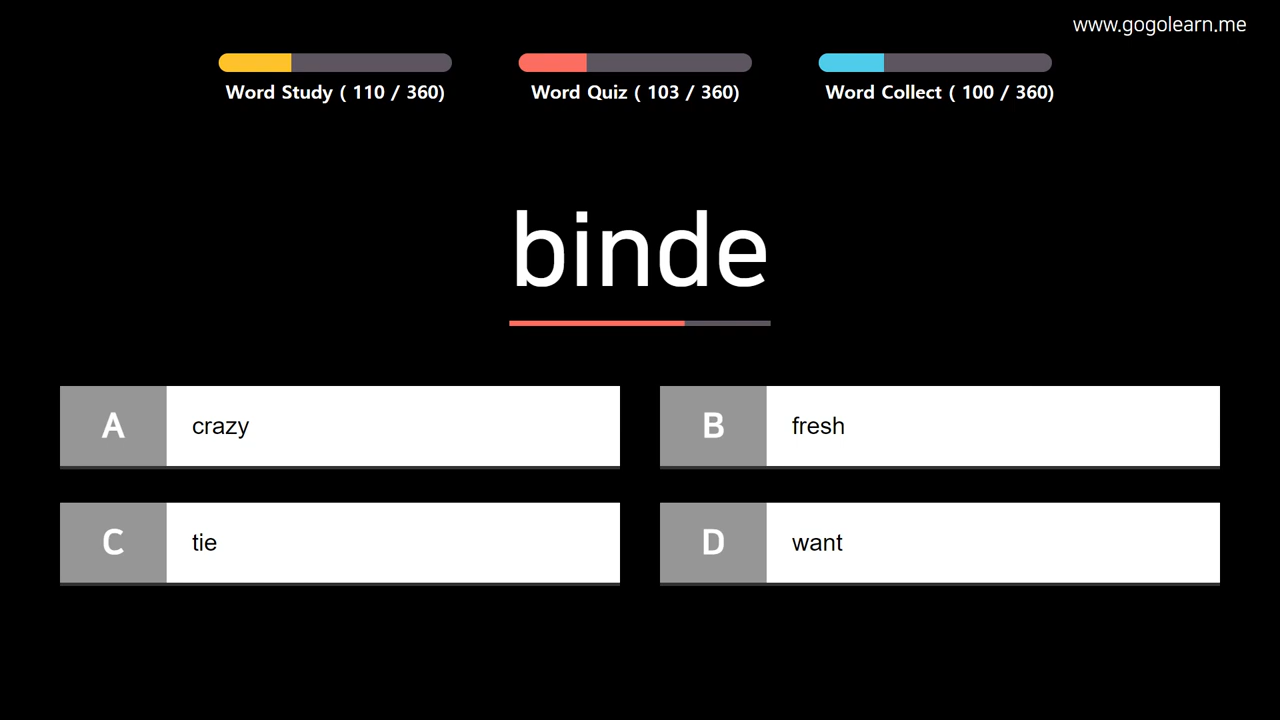 www.gogolearn.me
Word Study ( 110 / 360)
Word Quiz ( 103 / 360)
Word Collect ( 100 / 360)
binde
A crazy
B fresh
C tie
D want